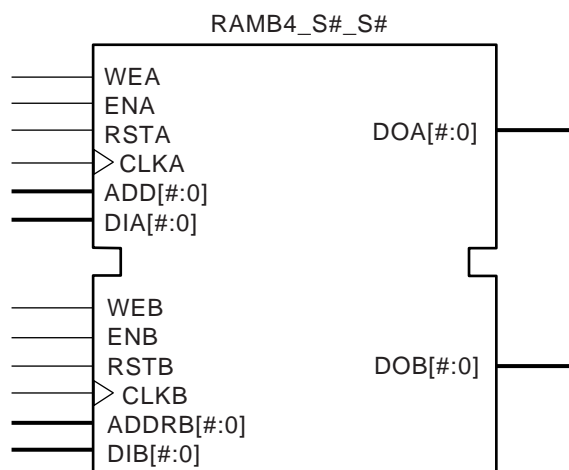 RAMB4_S#_S#
WEA
ENA
RSTA
CLKA
ADD[#:0]
DIA[#:0]
DOA[#:0]
WEB
ENB
RSTB
CLKB
ADDRB[#:0]
DIB[#:0]
DOB[#:0]